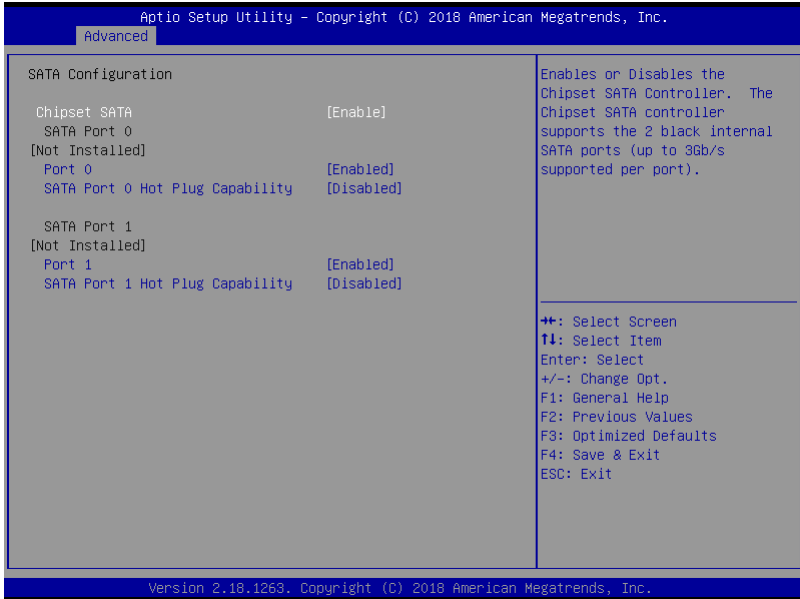 Aptio Setup Utility – Copyright (C) 2018 American Megatrends, Inc.
Advanced
SATA Configuration
Chipset SATA [Enable]
SATA Port 0
[Not Installed]
Port 0 [Enabled]
SATA Port 0 Hot Plug Capability [Disabled]
SATA Port 1
[Not Installed]
Port 1 [Enabled]
SATA Port 1 Hot Plug Capability [Disabled]
Enables or Disables the
Chipset SATA Controller. The
Chipset SATA controller
supports the 2 black internal
SATA ports (up to 3Gb/s
supported per port).
→←: Select Screen
↑↓: Select Item
Enter: Select
+/-: Change Opt.
F1: General Help
F2: Previous Values
F3: Optimized Defaults
F4: Save & Exit
ESC: Exit
Version 2.18.1263. Copyright (C) 2018 American Megatrends, Inc.